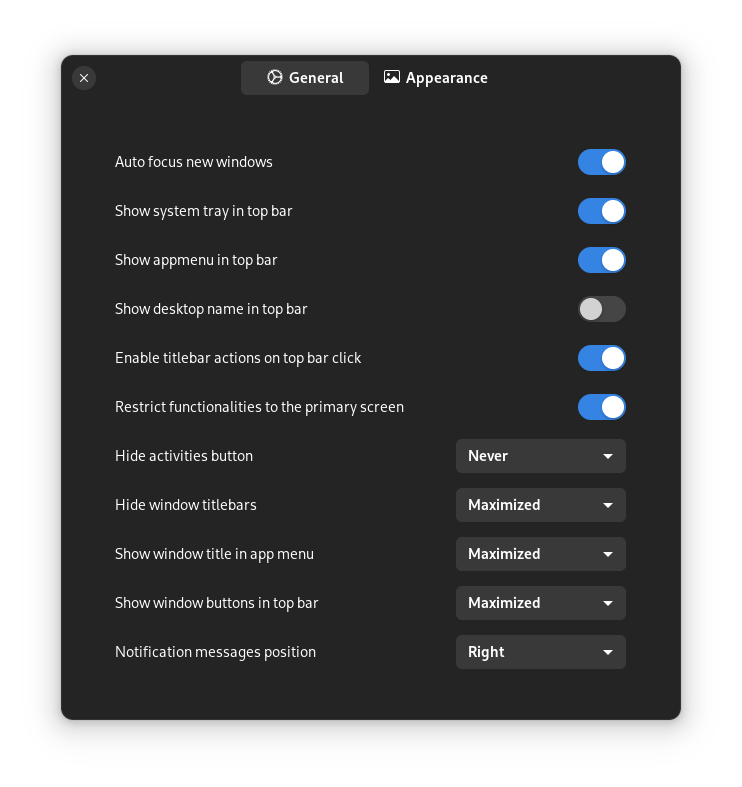 General Appearance
Auto focus new windows
Show system tray in top bar
Show appmenu in top bar
Show desktop name in top bar
Enable titlebar actions on top bar click
Restrict functionalities to the primary screen
Hide activities button Never
Hide window titlebars Maximized
Show window title in app menu Maximized
Show window buttons in top bar Maximized
Notification messages position Right